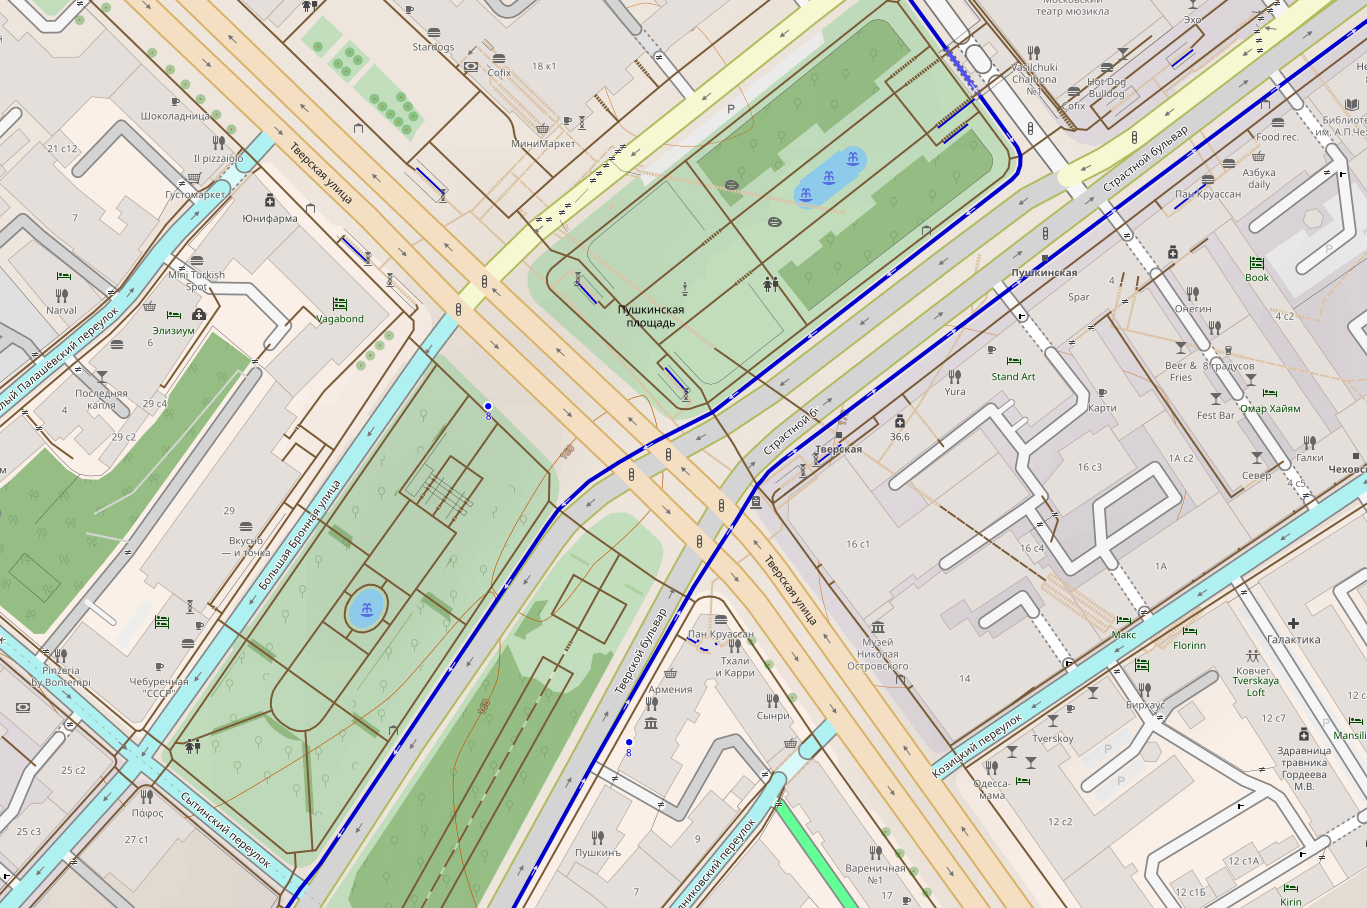 Московский
театр мюзикла
Эхо
Stardogs
Cofix
18 к1
Vasilchuki
Chaihona
№1
Hot Dog
Bulldog
Cofix
Шоколадница
P
МиниМаркет
Food rec.
Библиоте
им. А.П.Че
21 с12
Il pizzaiolo
Тверская улица
Страстной бульвар
Азбука
daily
Густомаркет
Пан Круассан
7
Юнифарма
P
Mini Turkish
Spot
Пушкинская
4
Book
Narval
Vagabond
Spar
Онегин
Элизиум
6
Пушкинская
площадь
4 с2
Последняя
капля
Stand Art
Beer &
Fries
8 градусов
Yura
8
29 с4
4
Карти
Омар Хайям
Fest Bar
29 с2
Страстной б
36,6
Тверская
Галки
1А с2
Север
Чеховск
16 с3
4 с5
29
Вкусно
— и точка
Большая Бронная улица
16 с1
16 с4
1А
Тверская улица
Макс
Florinn
Галактика
Пан Круассан
Музей
Николая
Островского
Тверской бульвар
Тхали
и Карри
Pinzeria
by Bontempi
Чебуречная
"СССР"
Армения
14
Ковчег
Tverskaya
Loft
Бирхаус
12 с7
Сынри
Tverskoy
Mansili
8
Козицкий переулок
P
P
25 с2
Здравница
травника
Гордеева
М.В.
Одесса-
мама
Πάφος
Сытинский переулок
12 с2
25 с3
27 с1
9
Пушкинъ
Вареничная
№1
12 с1А
7
17
12 с1Б
Kirin